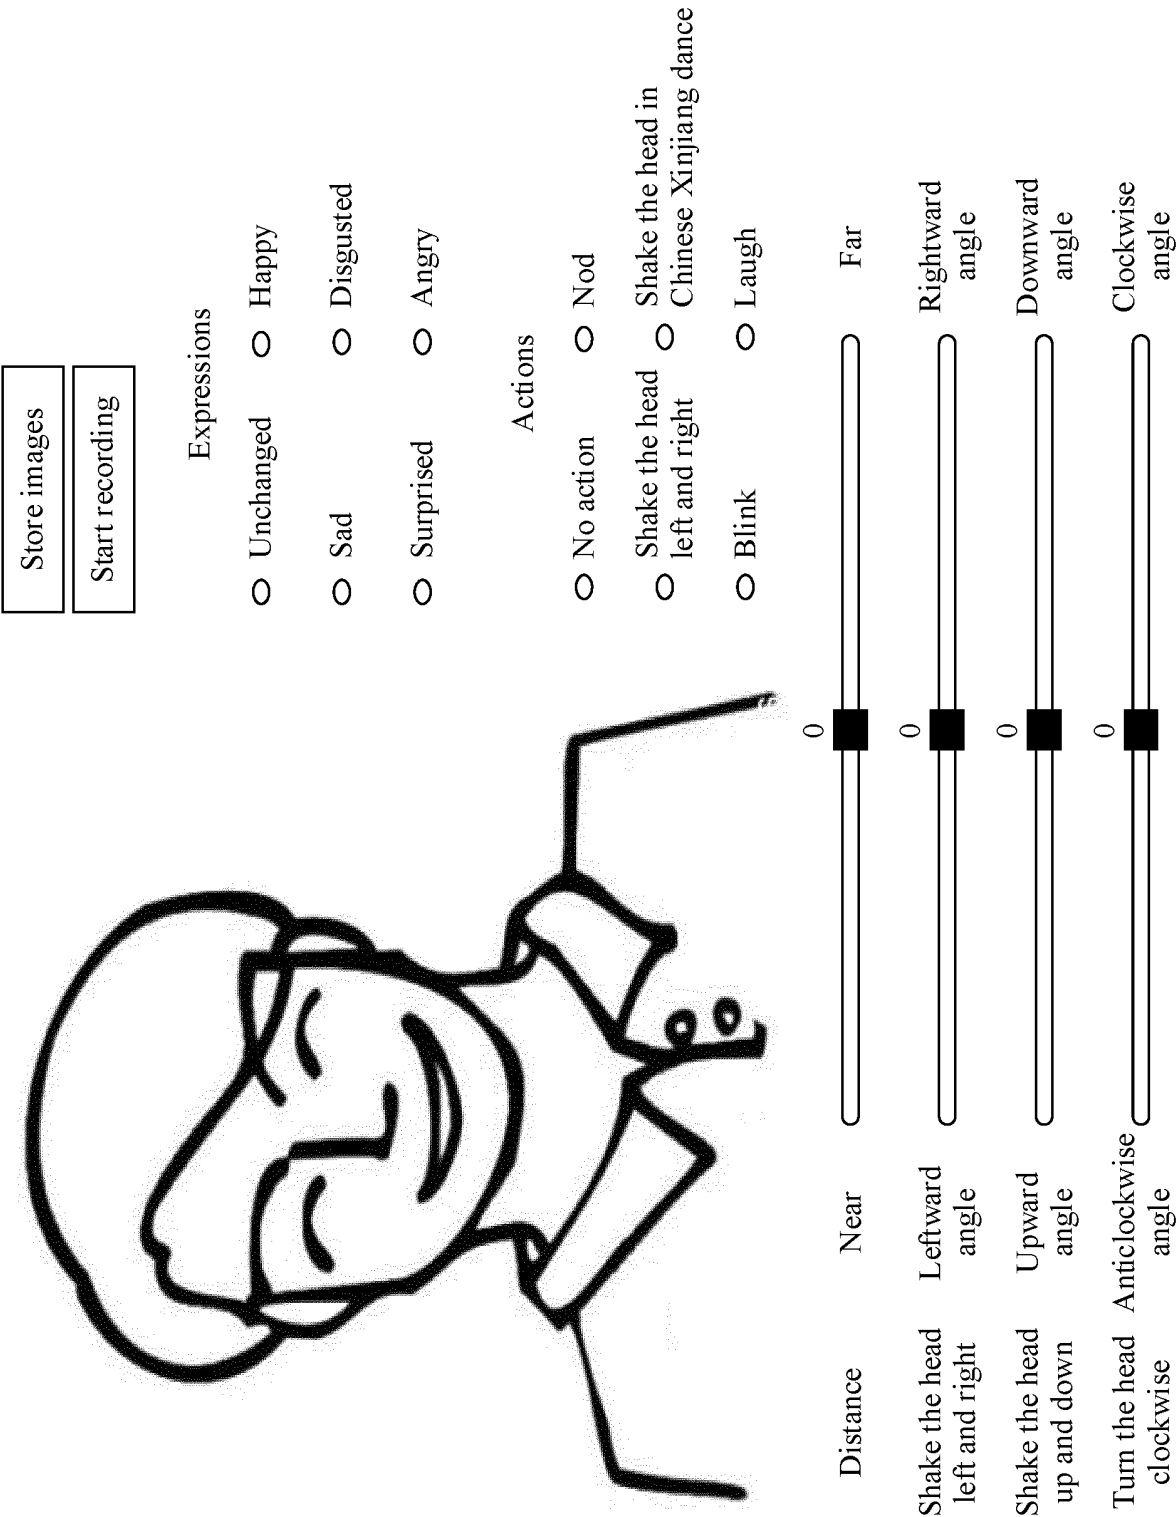 Store images
Start recording
Expressions
Unchanged
Happy
Sad
Disgusted
Surprised
Angry
Actions
No action
Nod
Shake the head
left and right
Shake the head in
Chinese Xinjiang dance
Blink
Laugh
Distance
Near
0
Far
Shake the head
left and right
Leftward
angle
0
Rightward
angle
Shake the head
up and down
Upward
angle
0
Downward
angle
Turn the head
clockwise
Anticlockwise
angle
0
Clockwise
angle